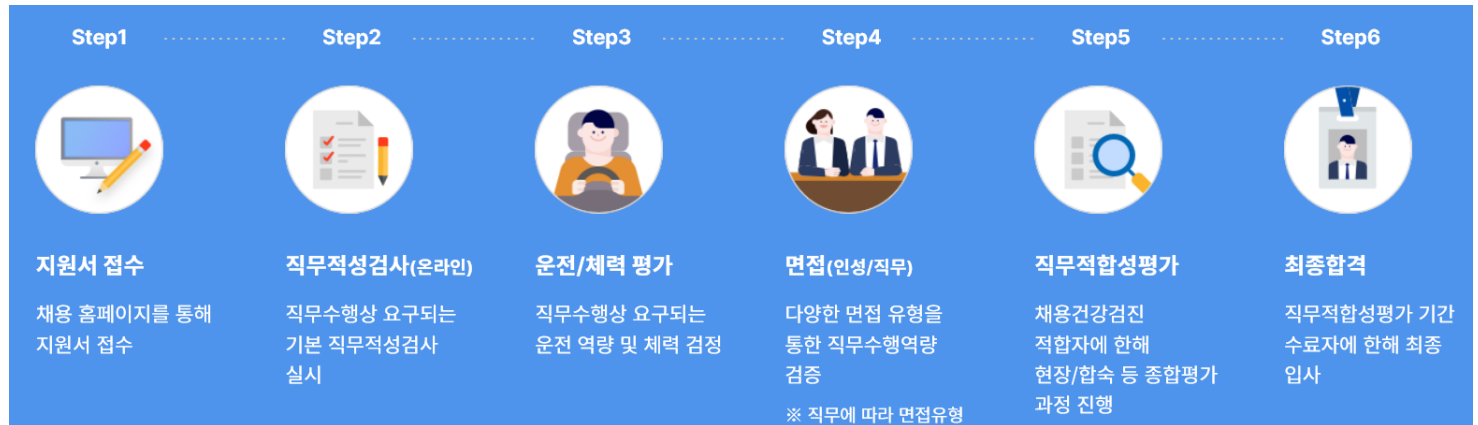 Step1
Step2
Step3
Step4
Step5
Step6
지원서 접수
채용 홈페이지를 통해
지원서 접수
직무적성검사(온라인)
직무수행상 요구되는
기본 직무적성검사
실시
운전/체력 평가
직무수행상 요구되는
운전 역량 및 체력 검정
면접(인성/직무)
다양한 면접 유형을
통한 직무수행역량
검증
※ 직무에 따라 면접유형
직무적합성평가
채용건강검진
적합자에 한해
현장/합숙 등 종합평가
과정 진행
최종합격
직무적합성평가 기간
수료자에 한해 최종
입사